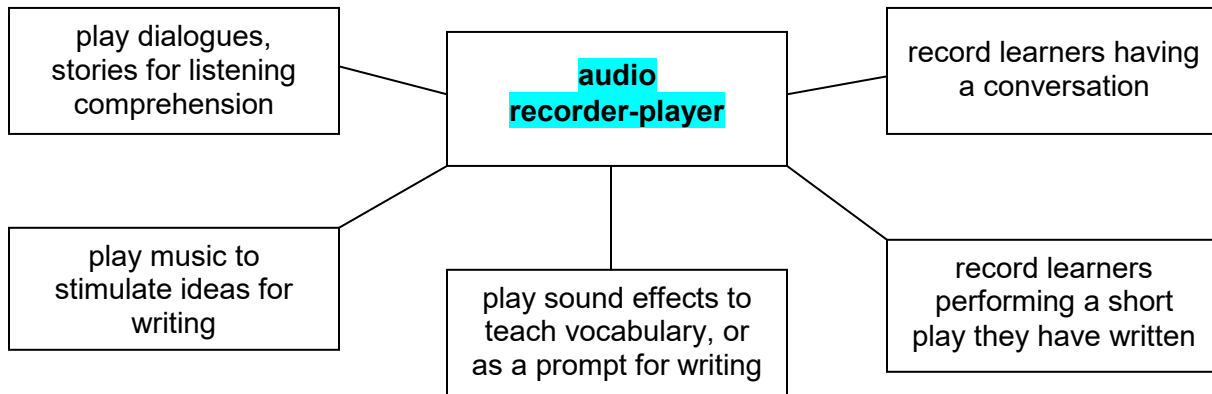 play dialogues,
stories for listening
comprehension
audio
recorder-player
record learners having
a conversation
play music to
stimulate ideas for
writing
play sound effects to
teach vocabulary, or
as a prompt for writing
record learners
performing a short
play they have written